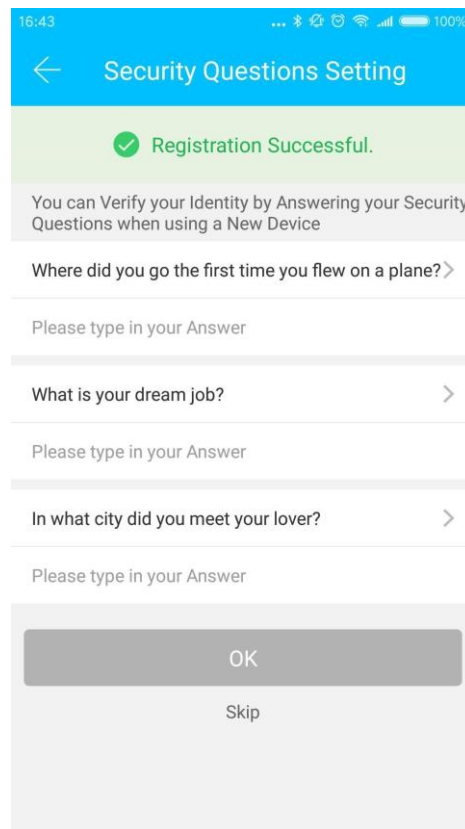 16:43 ... 100%
Security Questions Setting
Registration Successful.
You can Verify your Identity by Answering your Security
Questions when using a New Device
Where did you go the first time you flew on a plane?
Please type in your Answer
What is your dream job?
Please type in your Answer
In what city did you meet your lover?
Please type in your Answer
OK
Skip